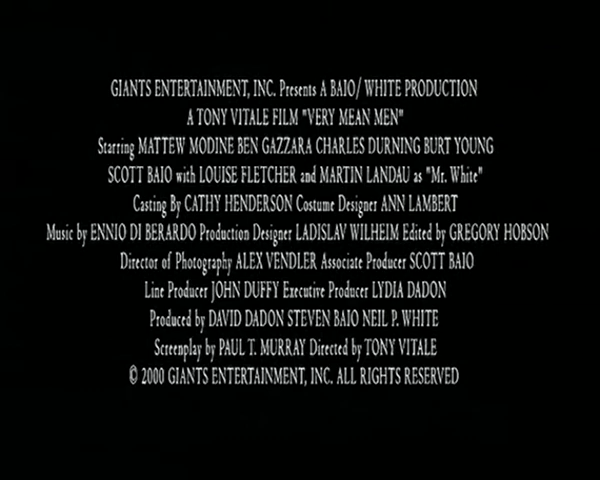 GIANTS ENTERTAINMENT, INC. Presents A BAIO/ WHITE PRODUCTION
A TONY VITALE FILM "VERY MEAN MEN"
Starring MATTEW MODINE BEN GAZZARA CHARLES DURNING BURT YOUNG
SCOTT BAIO with LOUISE FLETCHER and MARTIN LANDAU as "Mr. White"
Casting By CATHY HENDERSON Costume Designer ANN LAMBERT
Music by ENNIO DI BERARDO Production Designer LADISLAV WILHEIM Edited by GREGORY HOBSON
Director of Photography ALEX VENDLER Associate Producer SCOTT BAIO
Line Producer JOHN DUFFY Executive Producer LYDIA DADON
Produced by DAVID DADON STEVEN BAIO NEIL P. WHITE
Screenplay by PAUL T. MURRAY Directed by TONY VITALE
© 2000 GIANTS ENTERTAINMENT, INC. ALL RIGHTS RESERVED